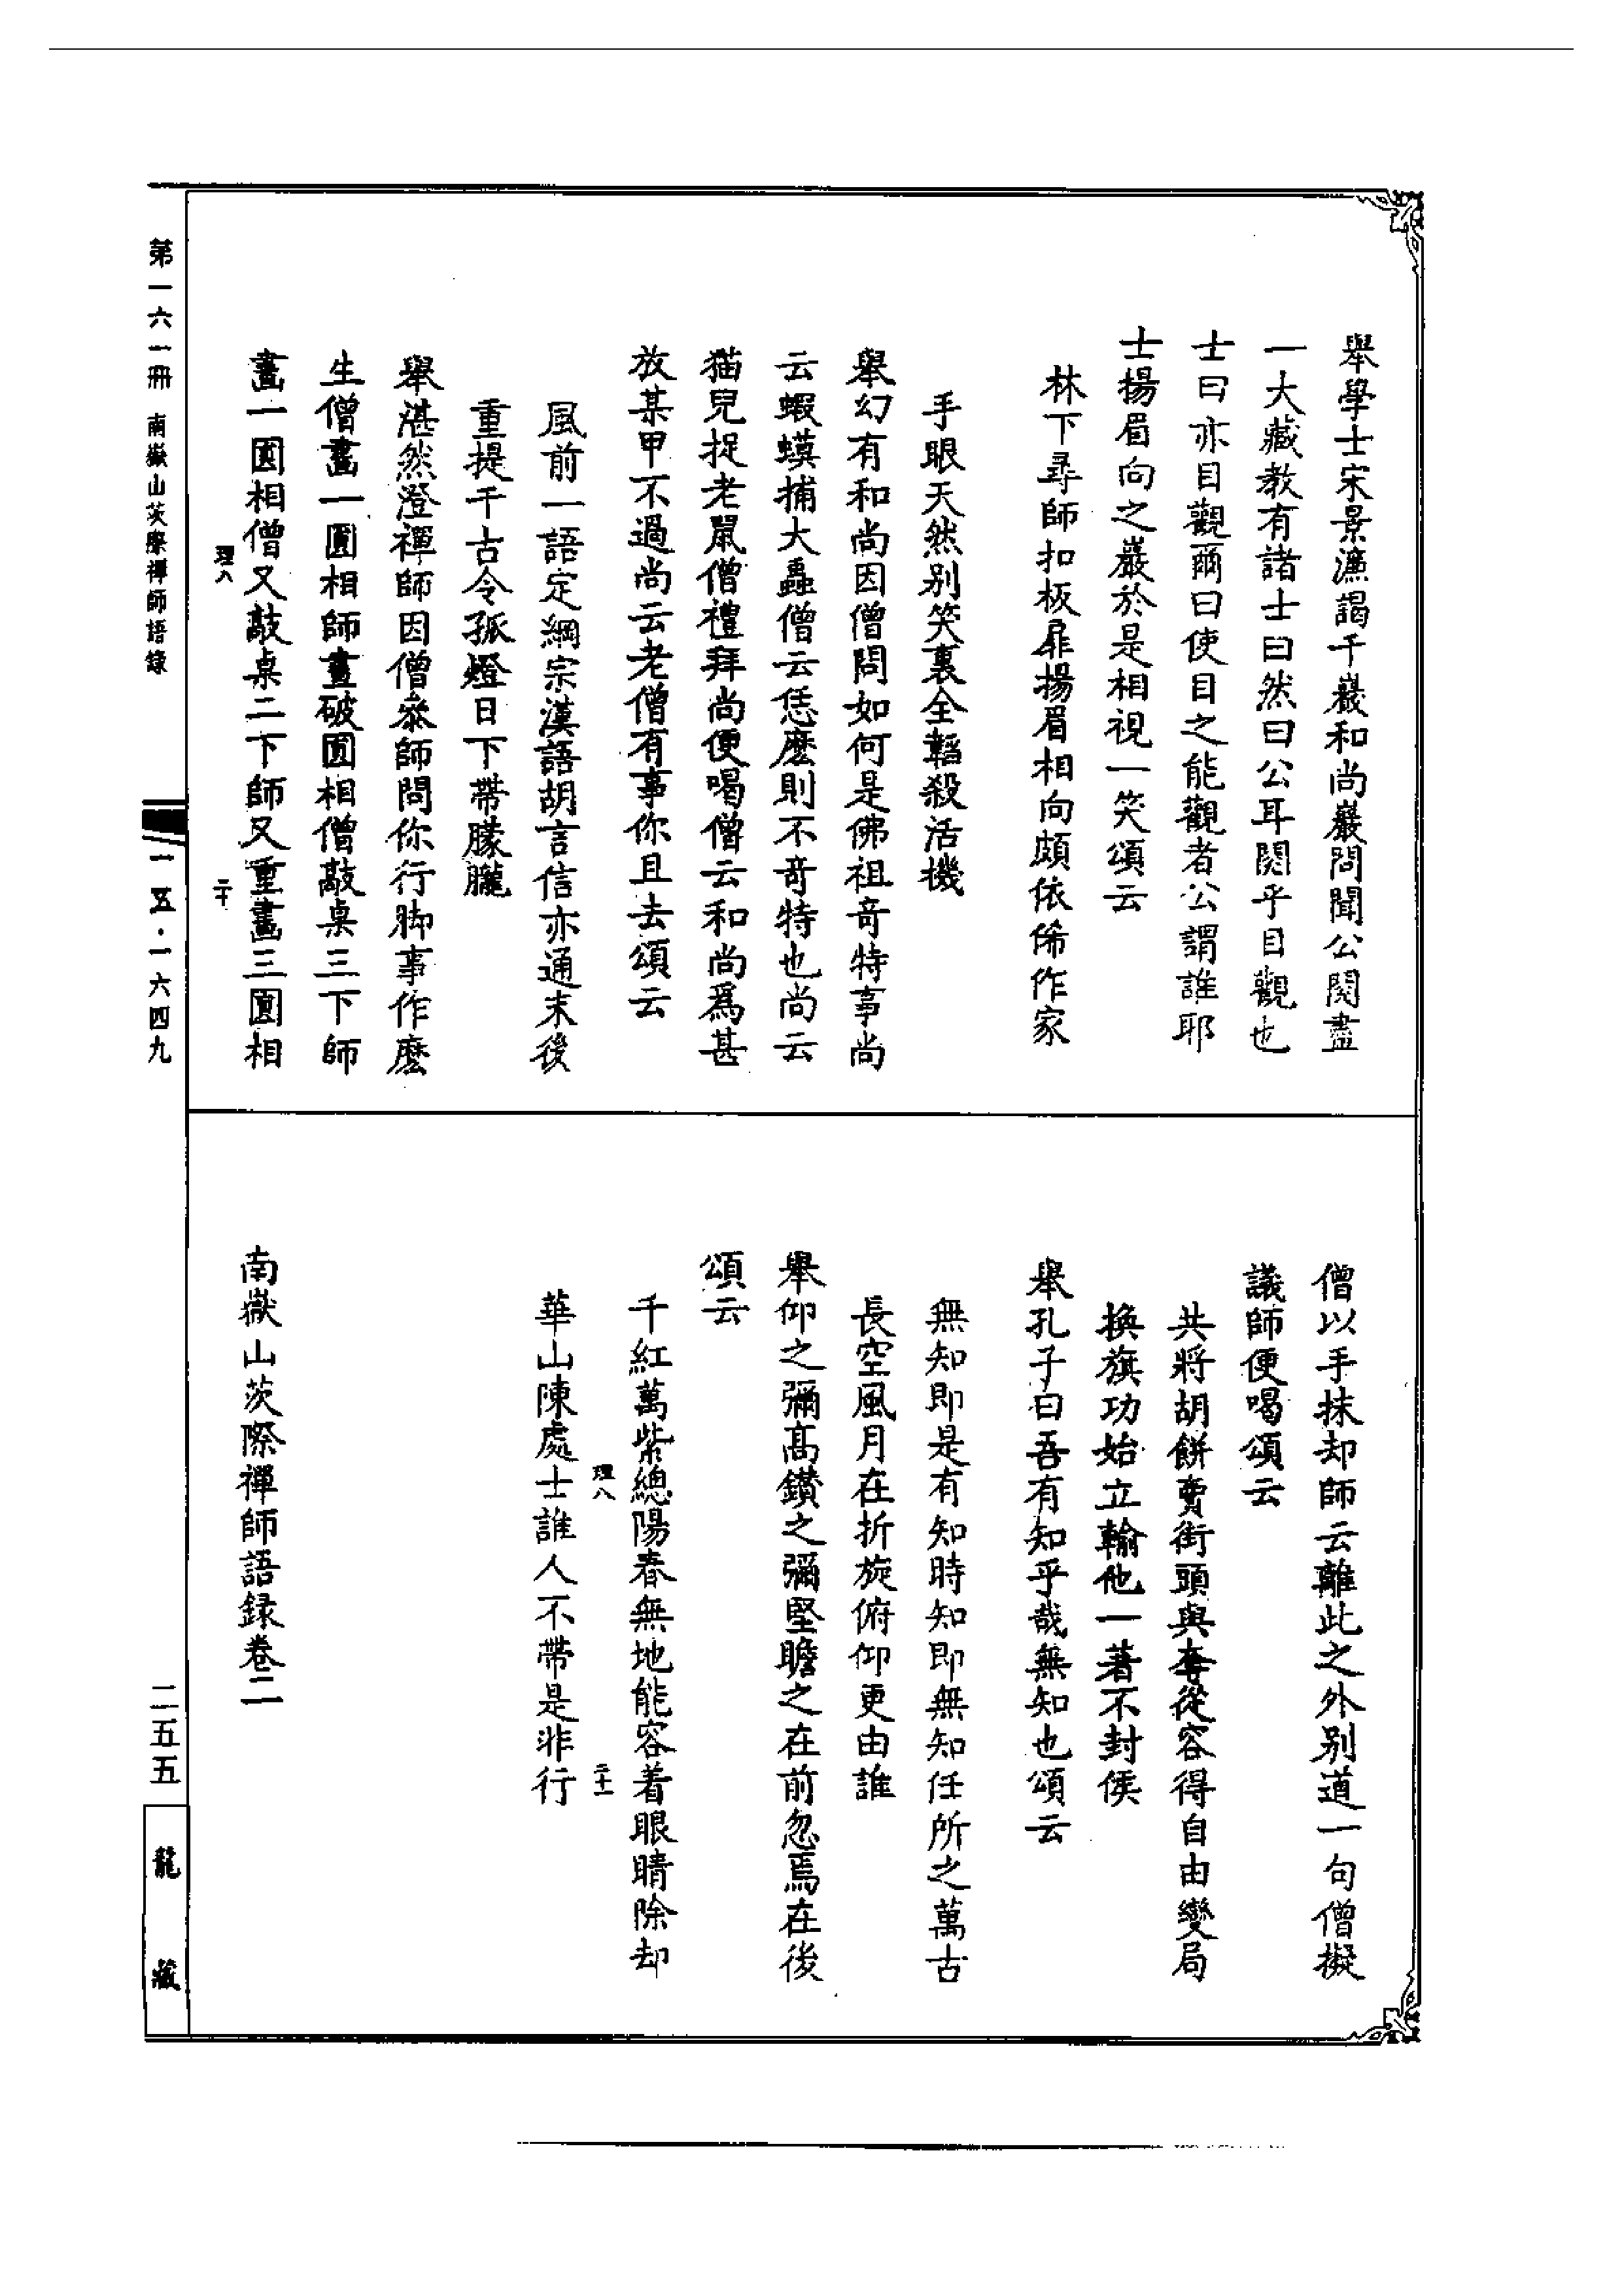 舉學士宋景濂謁千巖和尚巖問聞公閱盡
一大藏教有諸士曰然曰公耳閱乎目觀也
士曰亦目觀爾曰使目之能觀者公謂誰耶
士揚眉向之巖於是相視一笑頌云
林下尋師扣板扉揚眉相向頗依俙作家
手眼天然别笑裏全韜殺活機
舉幻有和尚因僧問如何是佛祖竒特事尚
云蝦蟆捕大蟲僧云恁麽則不竒特也尚云
猫兒捉老鼠僧禮拜尚便喝僧云和尚爲甚
放某甲不過尚云老僧有事你且去頌云
風前一語定綱宗漢語胡言信亦通末後
重提千古令孤燈日下帶朦朧
舉湛然澄禪師因僧叅師問你行脚事作麽
生僧畫一圓相師畫破圓相僧敲桌三下師
畫一圓相僧又敲桌二下師又重畫三圓相
理八
二十
僧以手抹却師云離此之外别道一句僧擬
議師便喝頌云
共將胡餅賣街頭與奪從容得自由變局
換旗功始立輸他一著不封侯
舉孔子曰吾有知乎哉無知也頌云
無知即是有知時知即無知任所之萬古
長空風月在折旋俯仰更由誰
舉仰之彌髙鑽之彌堅瞻之在前忽焉在後
頌云
千紅萬紫總陽春無地能容着眼睛除却
理八
二十一
華山陳處士誰人不帶是非行
南嶽山茨際禪師語録卷二
第一六一冊
南嶽山茨際禪師語錄
一五·一六四九
二五五
龍藏